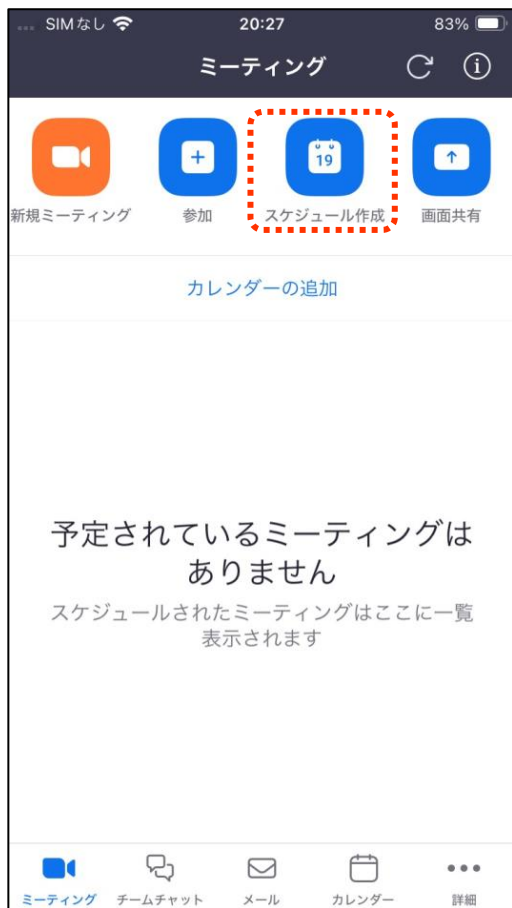 SIMなし 20:27 83%
ミーティング
19
新規ミーティング 参加 スケジュール作成 画面共有
カレンダーの追加
予定されているミーティングは
ありません
スケジュールされたミーティングはここに一覧
表示されます
ミーティング チームチャット メール カレンダー 詳細